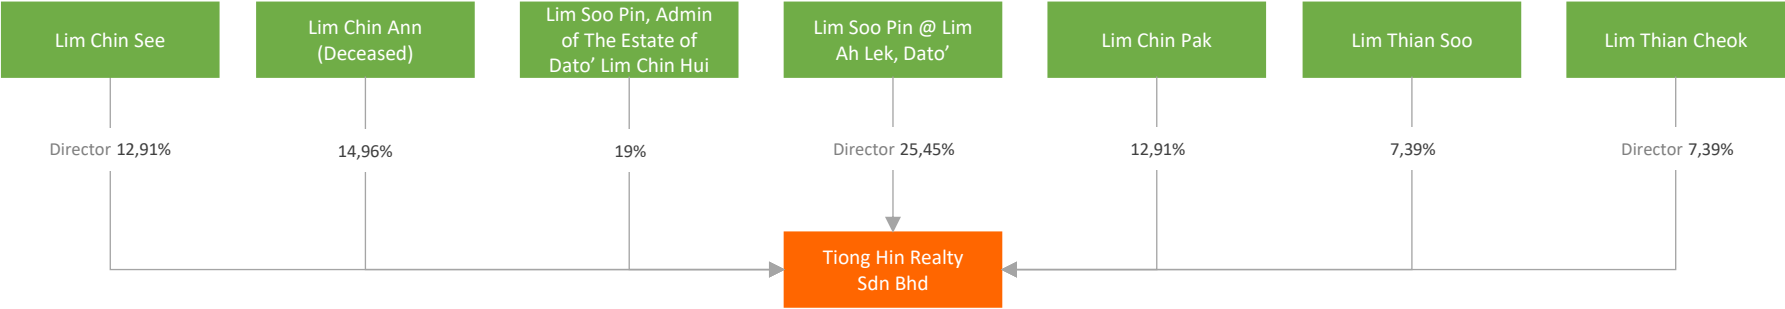 Lim Chin See
Lim Chin Ann
(Deceased)
Lim Soo Pin, Admin
of The Estate of
Dato’ Lim Chin Hui
Lim Soo Pin @ Lim
Ah Lek, Dato’
Lim Chin Pak
Lim Thian Soo
Lim Thian Cheok
Director 12,91%
14,96%
19%
Director 25,45%
12,91%
7,39%
Director 7,39%
Tiong Hin Realty
Sdn Bhd